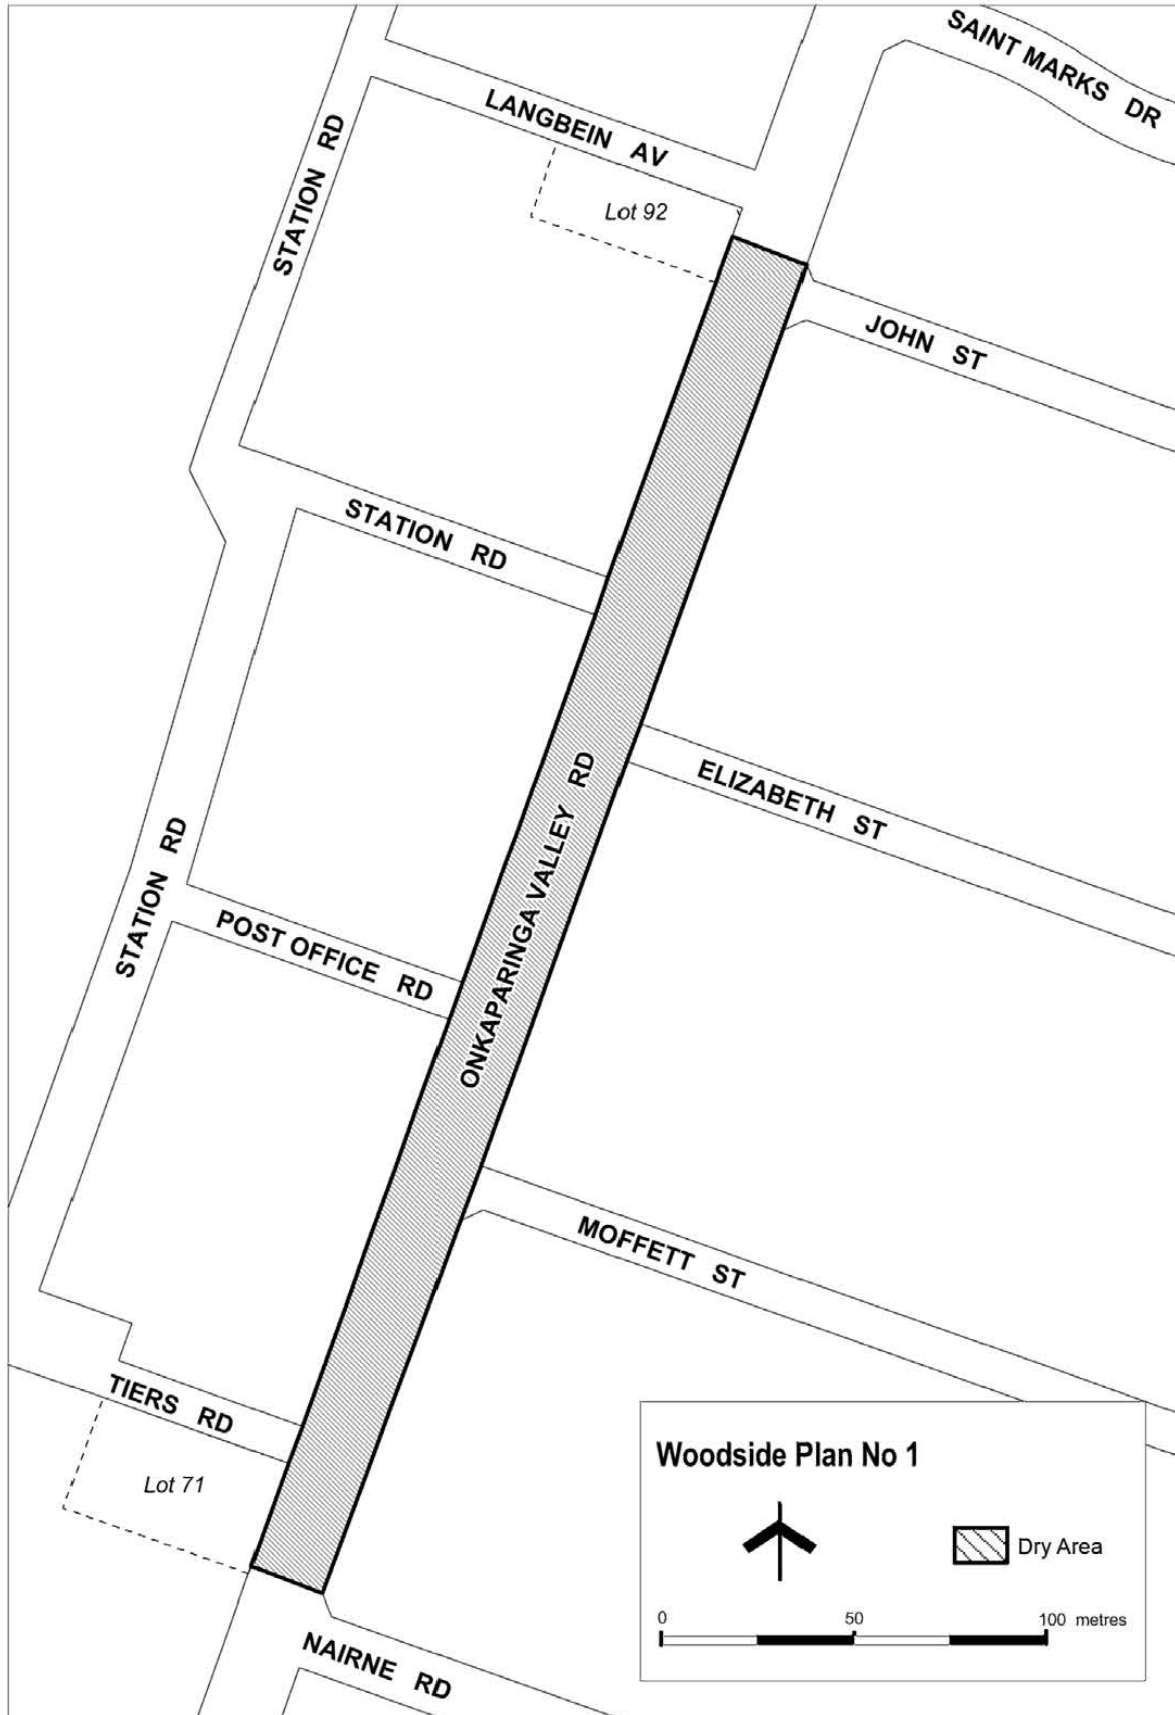 SAINT MARKS DR
LANGBEIN AV
STATION RD
Lot 92
JOHN ST
STATION RD
ELIZABETH ST
ONKAPARINGA VALLEY RD
STATION RD
POST OFFICE RD
MOFFETT ST
TIERS RD
Lot 71
Woodside Plan No 1
Dry Area
0 50 100 metres
NAIRNE RD